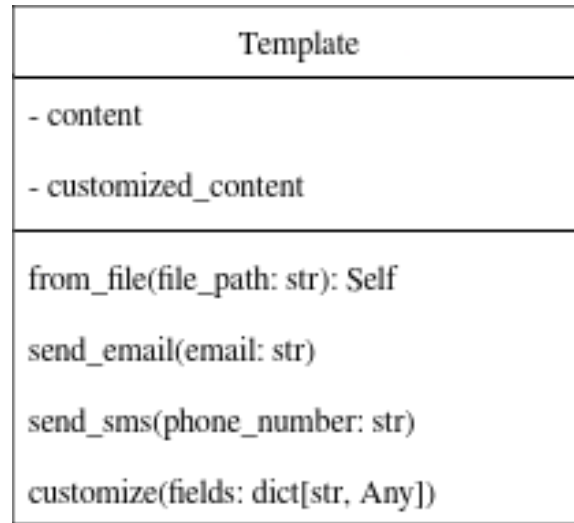 Template
- content
- customized_content
from_file(file_path: str): Self
send_email(email: str)
send_sms(phone_number: str)
customize(fields: dict[str, Any])